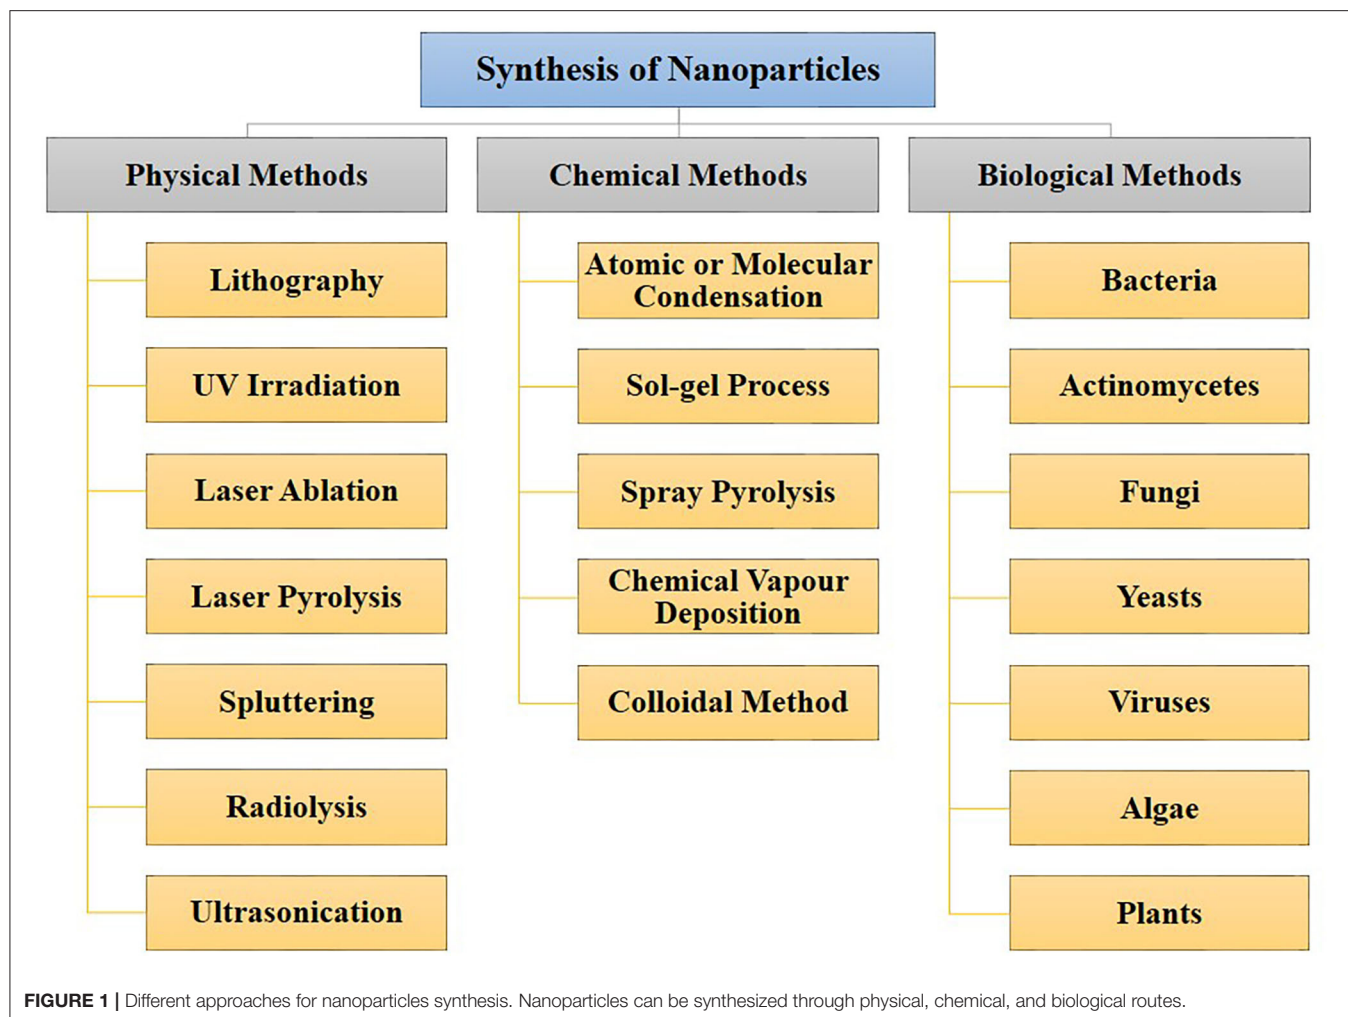 Synthesis of Nanoparticles
Physical Methods
Lithography
UV Irradiation
Laser Ablation
Laser Pyrolysis
Spluttering
Radiolysis
Ultrasonication
Chemical Methods
Atomic or Molecular
Condensation
Sol-gel Process
Spray Pyrolysis
Chemical Vapour
Deposition
Colloidal Method
Biological Methods
Bacteria
Actinomycetes
Fungi
Yeasts
Viruses
Algae
Plants
FIGURE 1 | Different approaches for nanoparticles synthesis. Nanoparticles can be synthesized through physical, chemical, and biological routes.